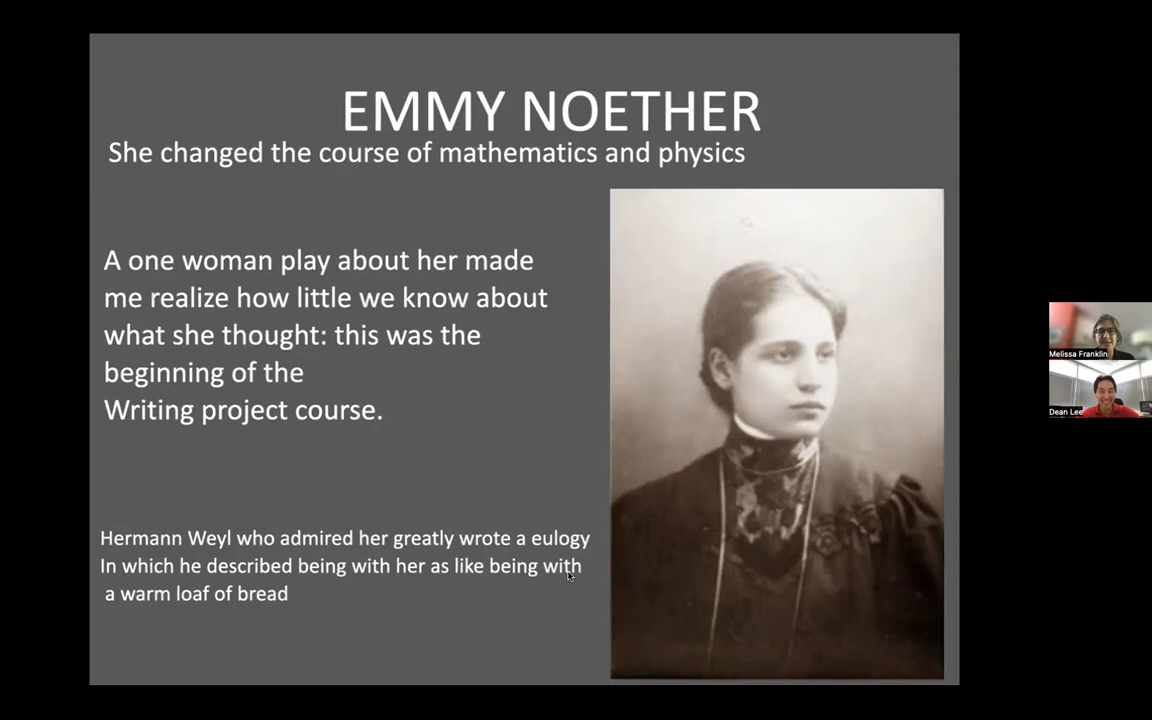 EMMY NOETHER
She changed the course of mathematics and physics
A one woman play about her made
me realize how little we know about
what she thought: this was the
beginning of the
Writing project course.
Hermann Weyl who admired her greatly wrote a eulogy
In which he described being with her as like being with
a warm loaf of bread
Melissa Franklin
Dean Lee